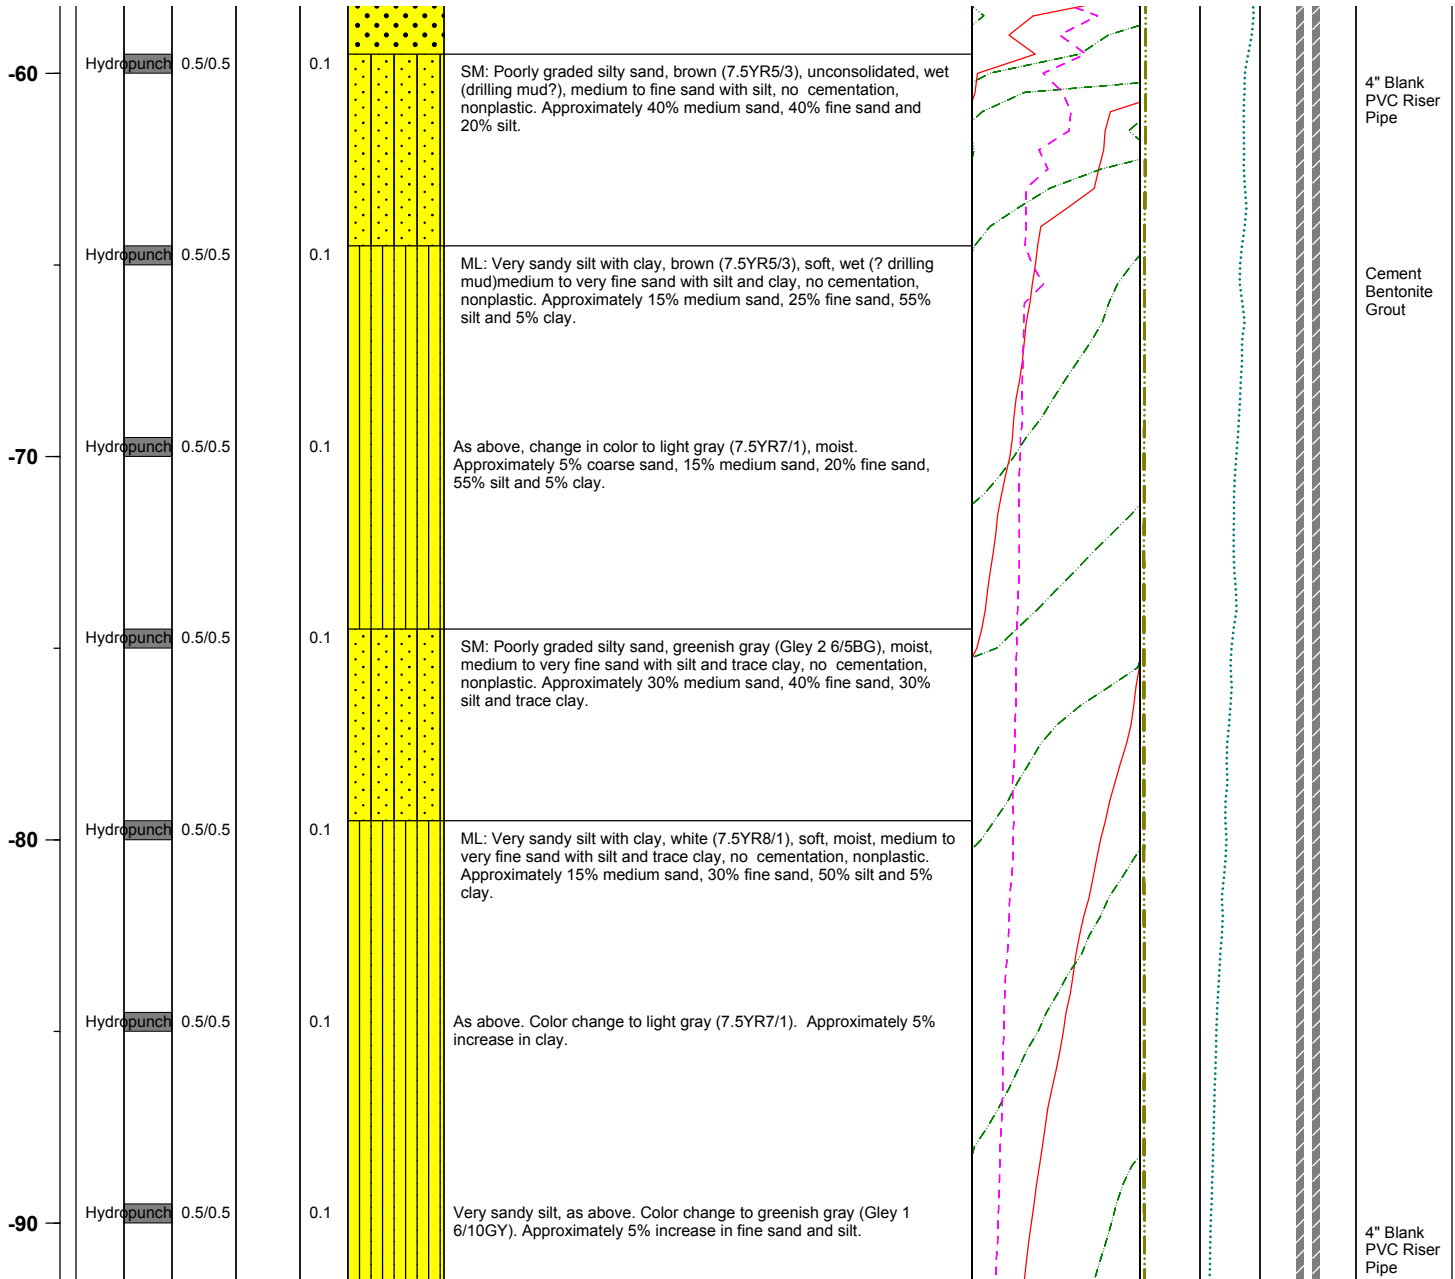 -60
Hydropunch 0.5/0.5 0.1
SM: Poorly graded silty sand, brown (7.5YR5/3), unconsolidated, wet
(drilling mud?), medium to fine sand with silt, no cementation,
nonplastic. Approximately 40% medium sand, 40% fine sand and
20% silt.
4" Blank
PVC Riser
Pipe
Hydropunch 0.5/0.5 0.1
ML: Very sandy silt with clay, brown (7.5YR5/3), soft, wet (? drilling
mud)medium to very fine sand with silt and clay, no cementation,
nonplastic. Approximately 15% medium sand, 25% fine sand, 55%
silt and 5% clay.
Cement
Bentonite
Grout
-70
Hydropunch 0.5/0.5 0.1
As above, change in color to light gray (7.5YR7/1), moist.
Approximately 5% coarse sand, 15% medium sand, 20% fine sand,
55% silt and 5% clay.
Hydropunch 0.5/0.5 0.1
SM: Poorly graded silty sand, greenish gray (Gley 2 6/5BG), moist,
medium to very fine sand with silt and trace clay, no cementation,
nonplastic. Approximately 30% medium sand, 40% fine sand, 30%
silt and trace clay.
-80
Hydropunch 0.5/0.5 0.1
ML: Very sandy silt with clay, white (7.5YR8/1), soft, moist, medium to
very fine sand with silt and trace clay, no cementation, nonplastic.
Approximately 15% medium sand, 30% fine sand, 50% silt and 5%
clay.
Hydropunch 0.5/0.5 0.1
As above. Color change to light gray (7.5YR7/1). Approximately 5%
increase in clay.
-90
Hydropunch 0.5/0.5 0.1
Very sandy silt, as above. Color change to greenish gray (Gley 1
6/10GY). Approximately 5% increase in fine sand and silt.
4" Blank
PVC Riser
Pipe